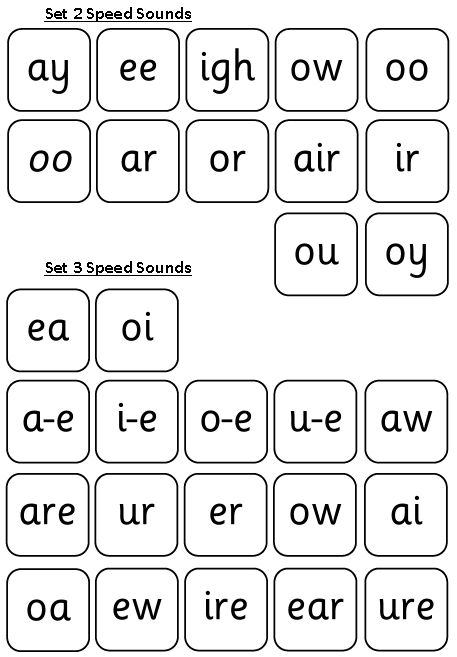 Set 2 Speed Sounds
ay ee igh ow oo
oo ar or air ir
ou oy
Set 3 Speed Sounds
ea oi
a-e i-e o-e u-e aw
are ur er ow ai
oa ew ire ear ure